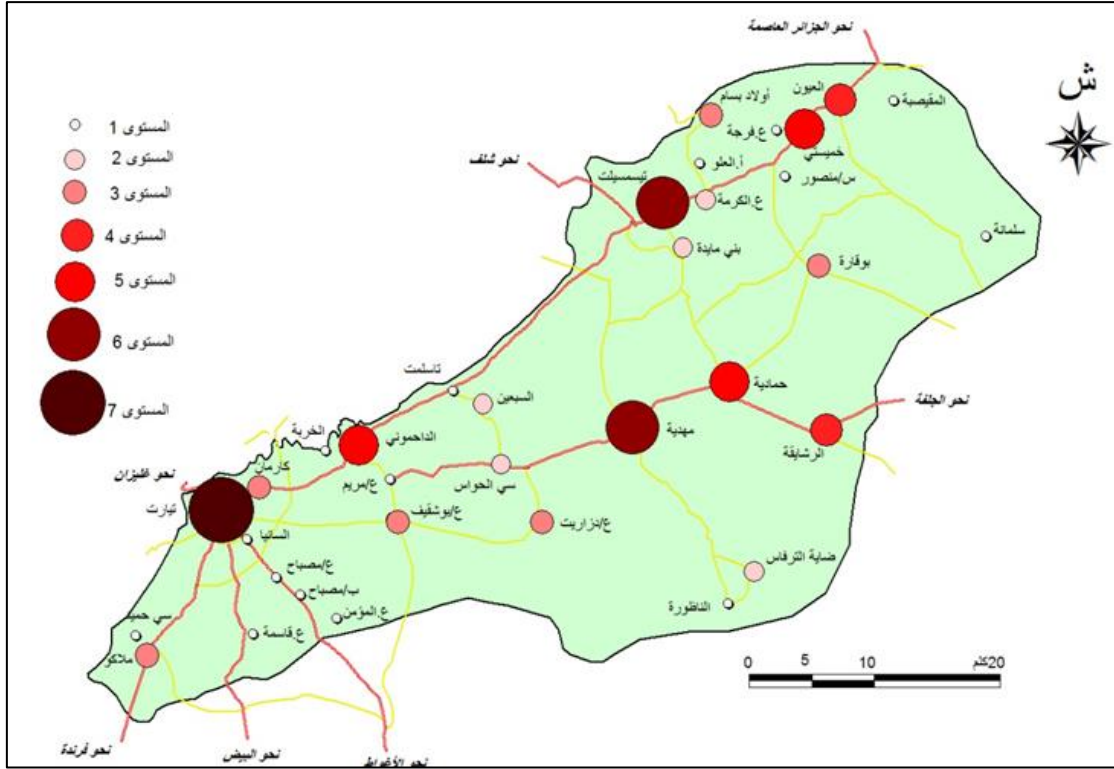 نحو الجزائر العاصمة
ش
المستوى 1
المستوى 2
المستوى 3
المستوى 4
المستوى 5
المستوى 6
المستوى 7
العيون
المقيصبة
أولاد بسام
ع.فرجة
خميستي
أ.العلو
س/منصور
نحو شلف
تيسمسيلت
ع.الكرمة
سلمانة
بني مايدة
بوقارة
تاسلمت
السبعين
حمادية
نحو الجلفة
مهدية
الرشايقة
الخربة
الداحموني
نحو غليزان
كارمان
ع/مريم
سي الحواس
تيارت
ع/بوشقيف
ع/دزاريت
السانيا
ع/مصباح
ب/مصباح
ضاية الترفاس
الناظورة
ع.المؤمن
سي حميد
ع.قاسمة
ملاكو
0 5 10 20كلم
نحو فرندة
نحو البيض
نحو الأغواط